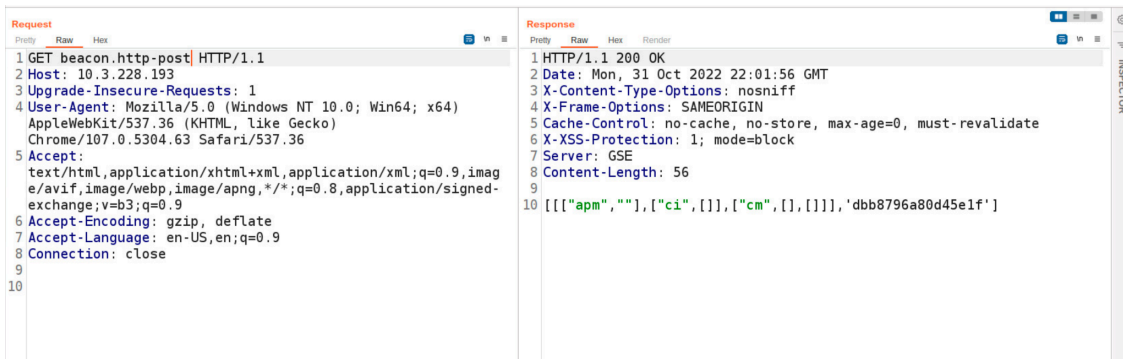 Request
Pretty Raw Hex \n
1 GET beacon.http-post HTTP/1.1
2 Host: 10.3.228.193
3 Upgrade-Insecure-Requests: 1
4 User-Agent: Mozilla/5.0 (Windows NT 10.0; Win64; x64)
AppleWebKit/537.36 (KHTML, like Gecko)
Chrome/107.0.5304.63 Safari/537.36
5 Accept:
text/html,application/xhtml+xml,application/xml;q=0.9,imag
e/avif,image/webp,image/apng,*/*;q=0.8,application/signed-
exchange;v=b3;q=0.9
6 Accept-Encoding: gzip, deflate
7 Accept-Language: en-US,en;q=0.9
8 Connection: close
9
10
Response
Pretty Raw Hex Render \n
1 HTTP/1.1 200 OK
2 Date: Mon, 31 Oct 2022 22:01:56 GMT
3 X-Content-Type-Options: nosniff
4 X-Frame-Options: SAMEORIGIN
5 Cache-Control: no-cache, no-store, max-age=0, must-revalidate
6 X-XSS-Protection: 1; mode=block
7 Server: GSE
8 Content-Length: 56
9
10 [[["apm",""],["ci",[]],["cm",[],[]]],'dbb8796a80d45e1f']
INSPECTOR